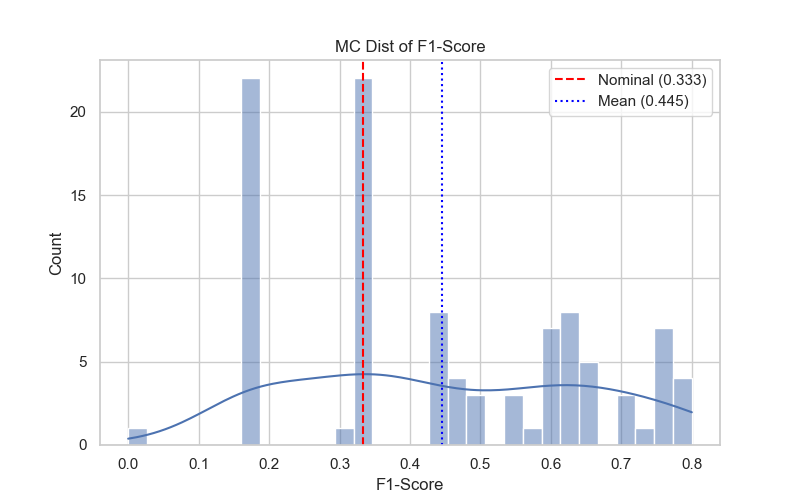 MC Dist of F1-Score
Nominal (0.333)
Mean (0.445)
20
15
10
5
0
Count
0.0 0.1 0.2 0.3 0.4 0.5 0.6 0.7 0.8
F1-Score